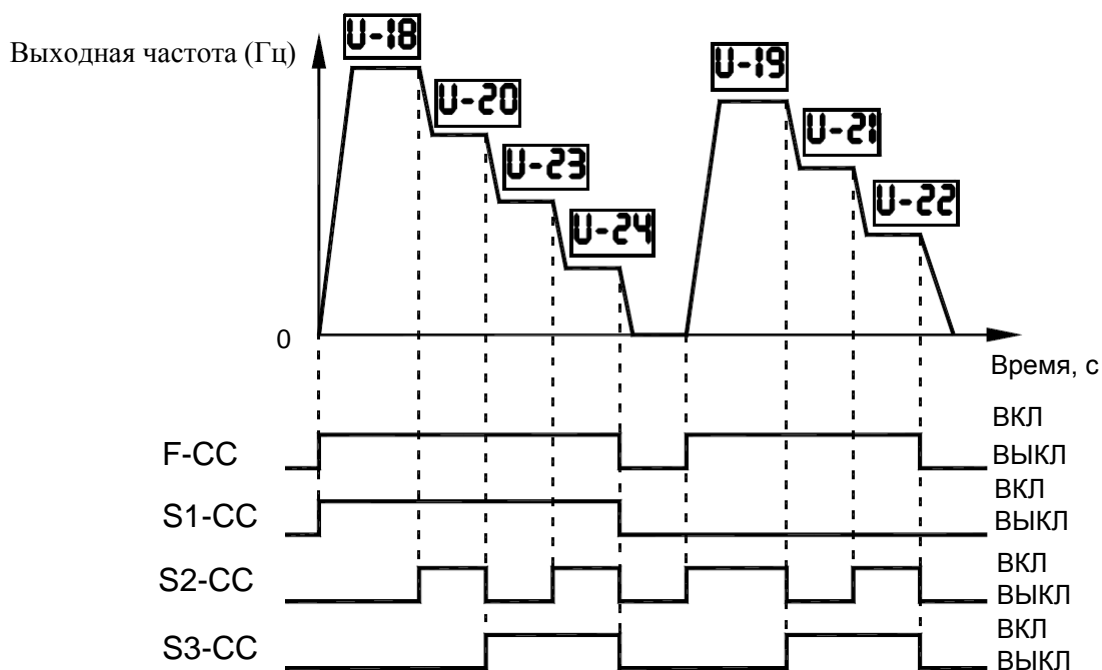 Выходная частота (Гц)
U-18
U-20
U-23
U-24
U-19
U-21
U-22
0
Время, с
F-CC
ВКЛ
ВЫКЛ
S1-CC
ВКЛ
ВЫКЛ
S2-CC
ВКЛ
ВЫКЛ
S3-CC
ВКЛ
ВЫКЛ